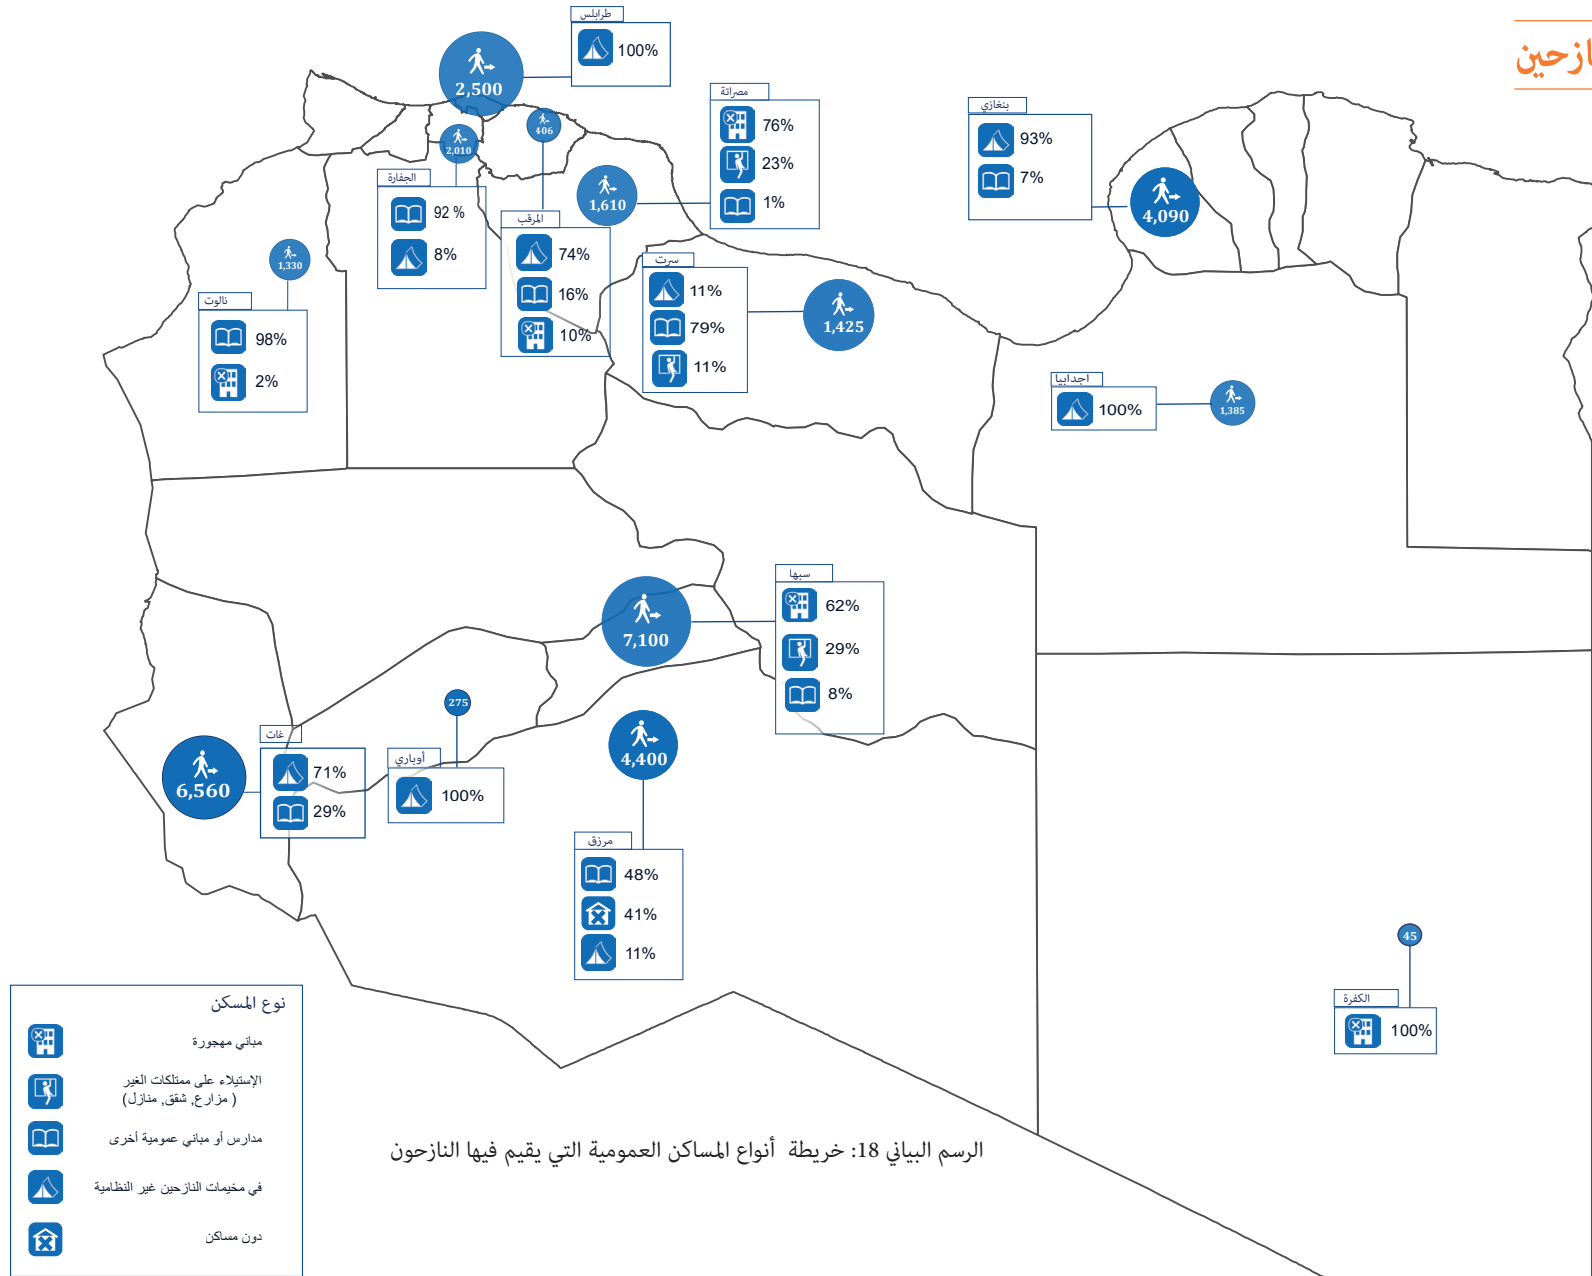 ازحين
طرابلس
100%
2,500
مصراتة
76%
23%
1%
1,610
بنغازي
93%
7%
4,090
406
2,010
الجفارة
92 %
8%
المرقب
74%
16%
10%
سرت
11%
79%
11%
1,425
1,330
نالوت
98%
2%
اجدابيا
100%
1,385
سبها
62%
29%
8%
7,100
275
أوباري
100%
غات
71%
29%
6,560
4,400
مرزق
48%
41%
11%
45
الكفرة
100%
نوع المسكن
مباني مهجورة
الإستيلاء على ممتلكات الغير
( مزارع, شقق, منازل)
مدارس أو مباني عمومية أخرى
في مخيمات النازحين غير النظامية
دون مساكن
الرسم البياني 18: خريطة أنواع المساكن العمومية التي يقيم فيها النازحون